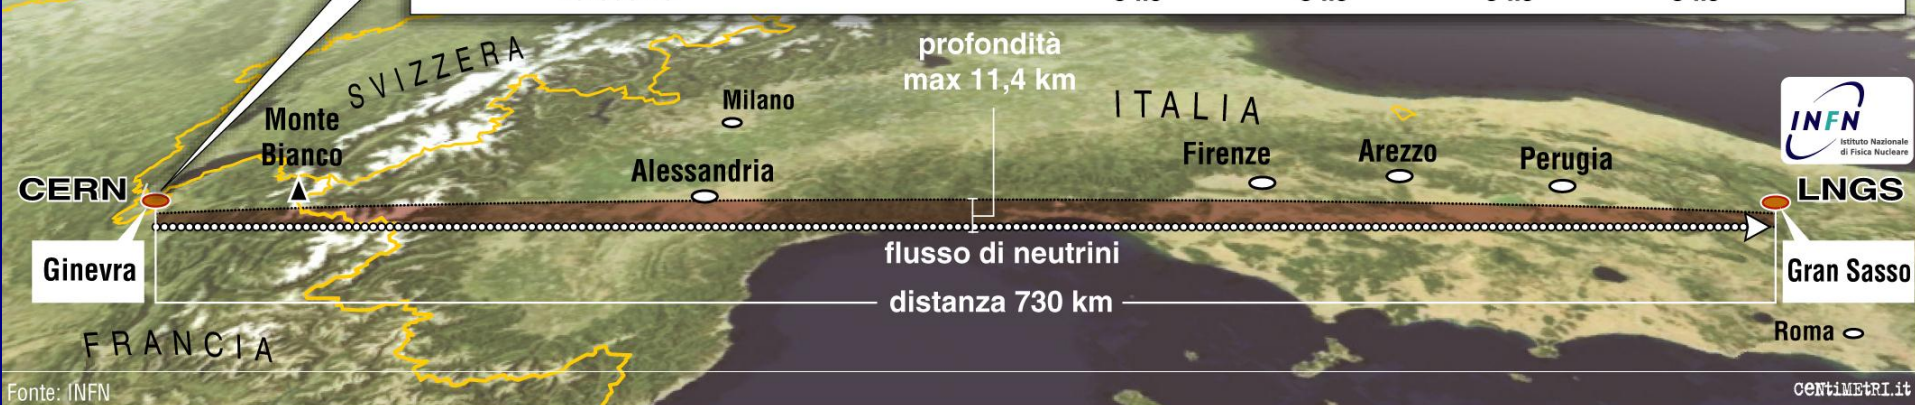 profondità
max 11,4 km
SVIZZERA
ITALIA
Milano
Monte
Bianco
INFN
Istituto Nazionale
di Fisica Nucleare
Firenze
Arezzo
Perugia
Alessandria
CERN
LNGS
flusso di neutrini
Ginevra
Gran Sasso
distanza 730 km
FRANCIA
Roma
Fonte: INFN
CeNtiMEtRI.it